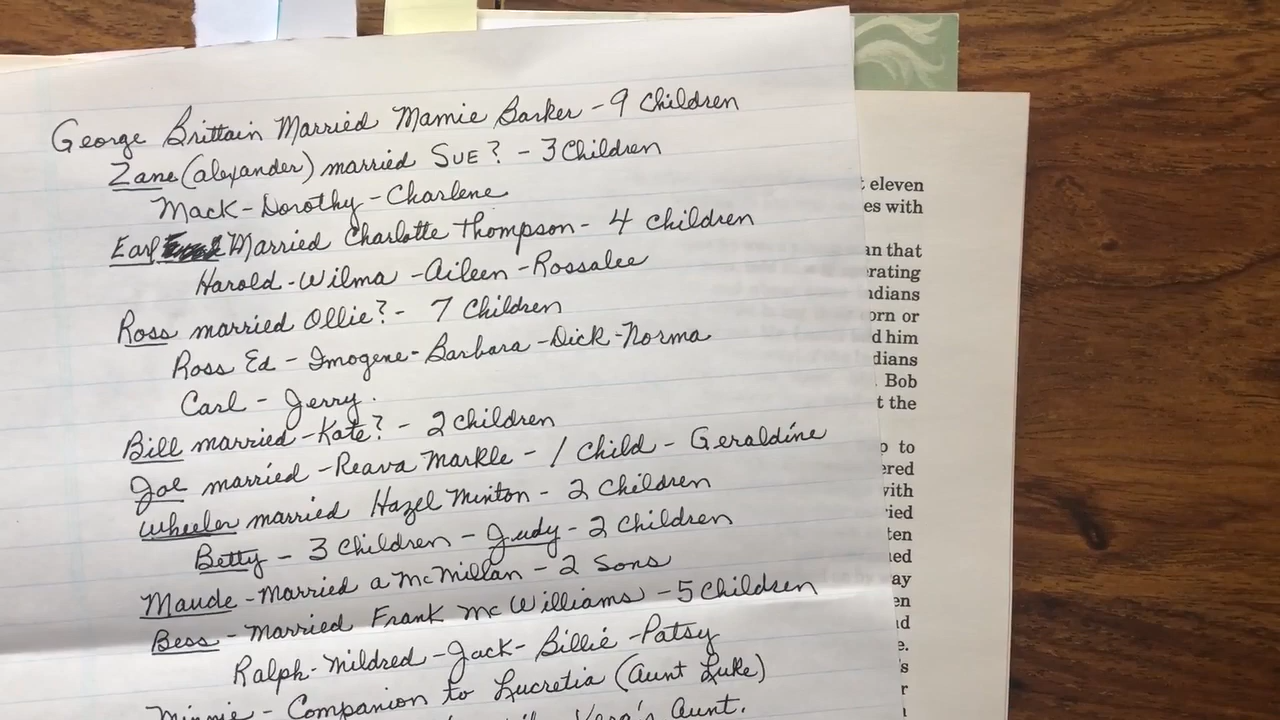 George Brittain Married Mamie Barker - 9 Children
Zane (alexander) married SUE? - 3 Children
Mack - Dorothy - Charlene
Earl Married Charlotte Thompson - 4 children
Harold - Wilma - Aileen - Rossalee
Ross married Ollie? - 7 Children
Ross Ed - Imogene - Barbara - Dick - Norma
Carl - Jerry.
Bill married - Kate? - 2 Children
Joe married - Reava Markle - 1 Child - Geraldine
Wheeler married Hazel Minton - 2 Children
Betty - 3 Children - Judy - 2 Children
Maude - Married a McMillan - 2 Sons
Bess - Married Frank McWilliams - 5 Children
Ralph - Mildred - Jack - Billie - Patsy
Minnie - Companion to Lucretia (Aunt Luke)
Vera's Aunt.
eleven
es with
an that
rating
ndians
orn or
d him
dians
Bob
t the
p to
ered
with
ried
ten
ied
ay
en
d
e.
's
r